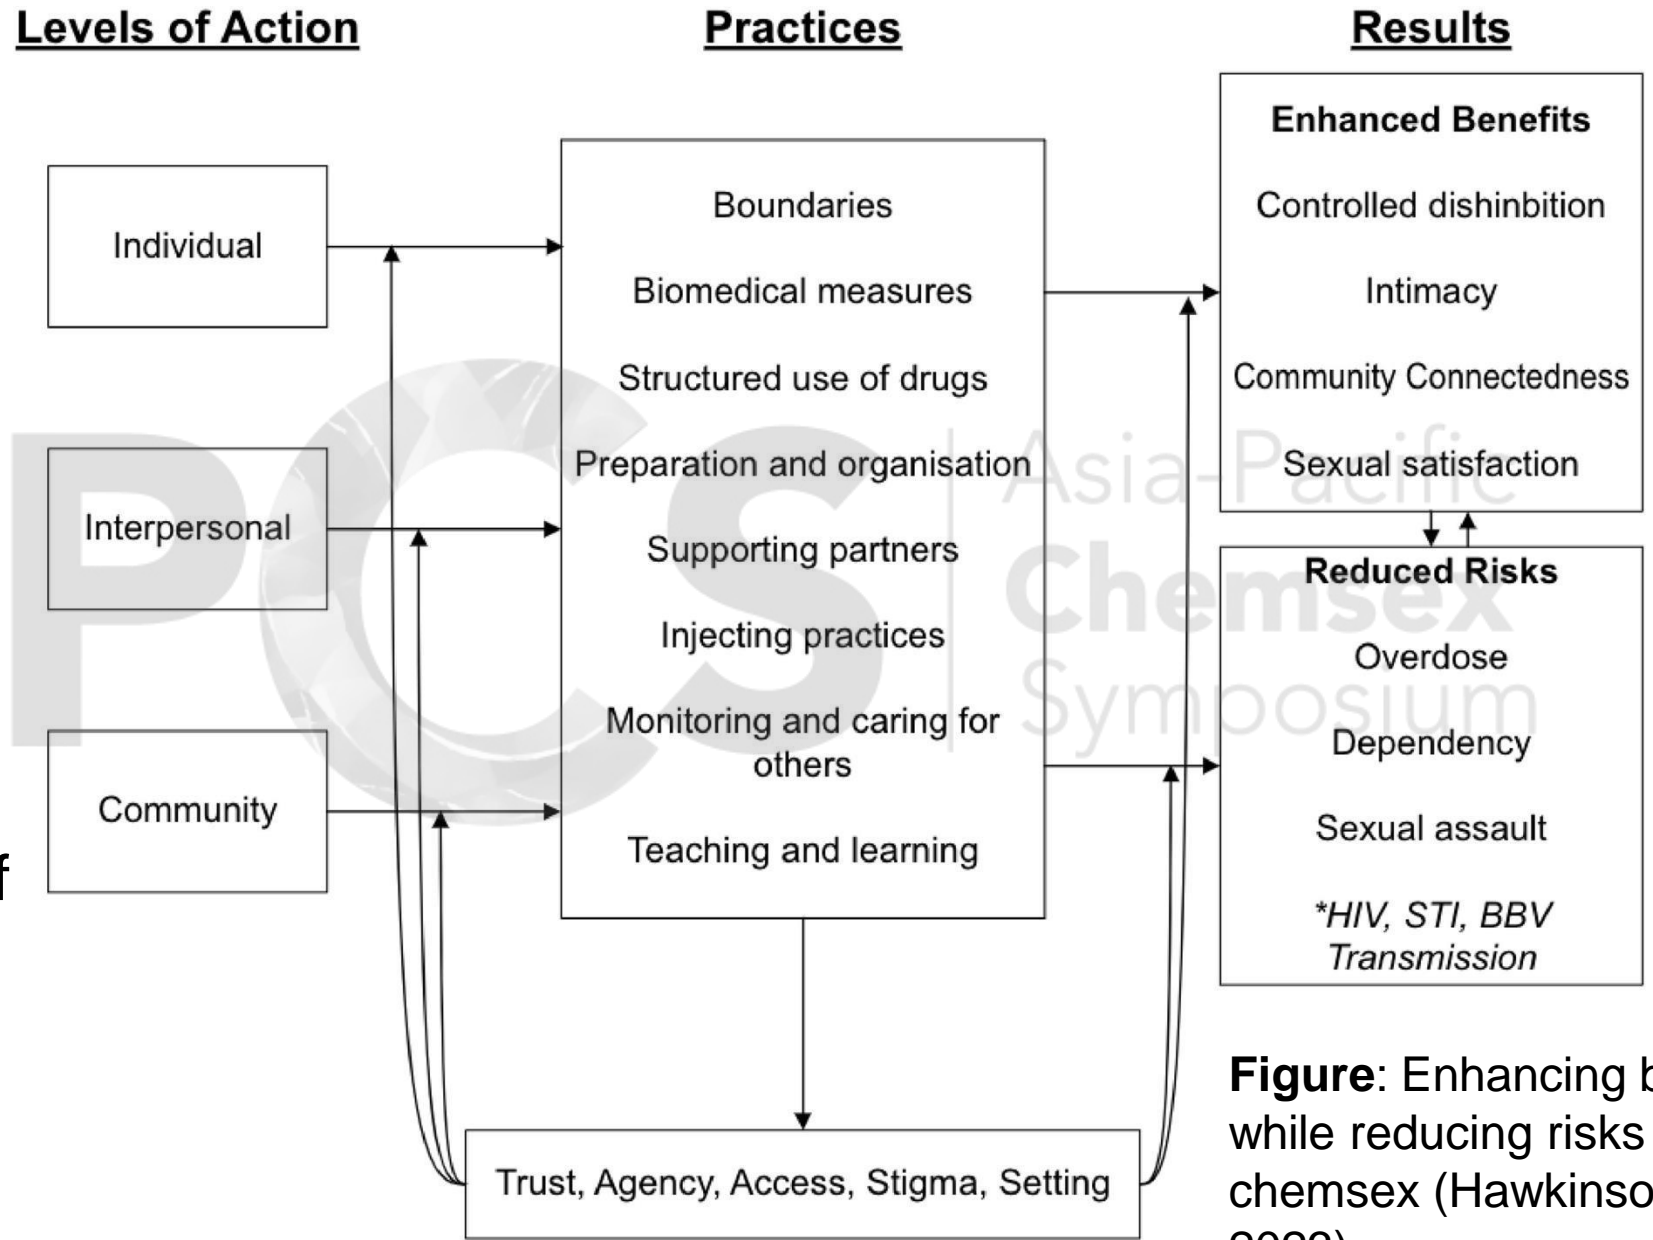 Levels of Action
Practices
Results
Individual
Interpersonal
Community
Boundaries
Biomedical measures
Structured use of drugs
Preparation and organisation
Supporting partners
Injecting practices
Monitoring and caring for
others
Teaching and learning
Enhanced Benefits
Controlled dishinbition
Intimacy
Community Connectedness
Sexual satisfaction
Reduced Risks
Overdose
Dependency
Sexual assault
*HIV, STI, BBV
Transmission
Trust, Agency, Access, Stigma, Setting
PCS
Asia-Pacific
Chemsex
Symposium
f
Figure: Enhancing b
while reducing risks
chemsex (Hawkinso